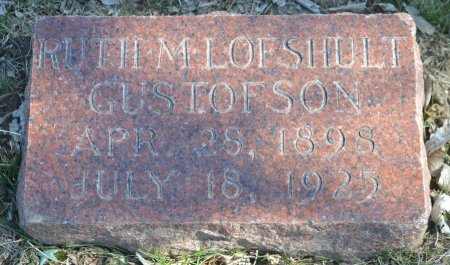 RUTH M LOFSHULT
GUSTOFSON
APR 28, 1898
JULY 18, 1925